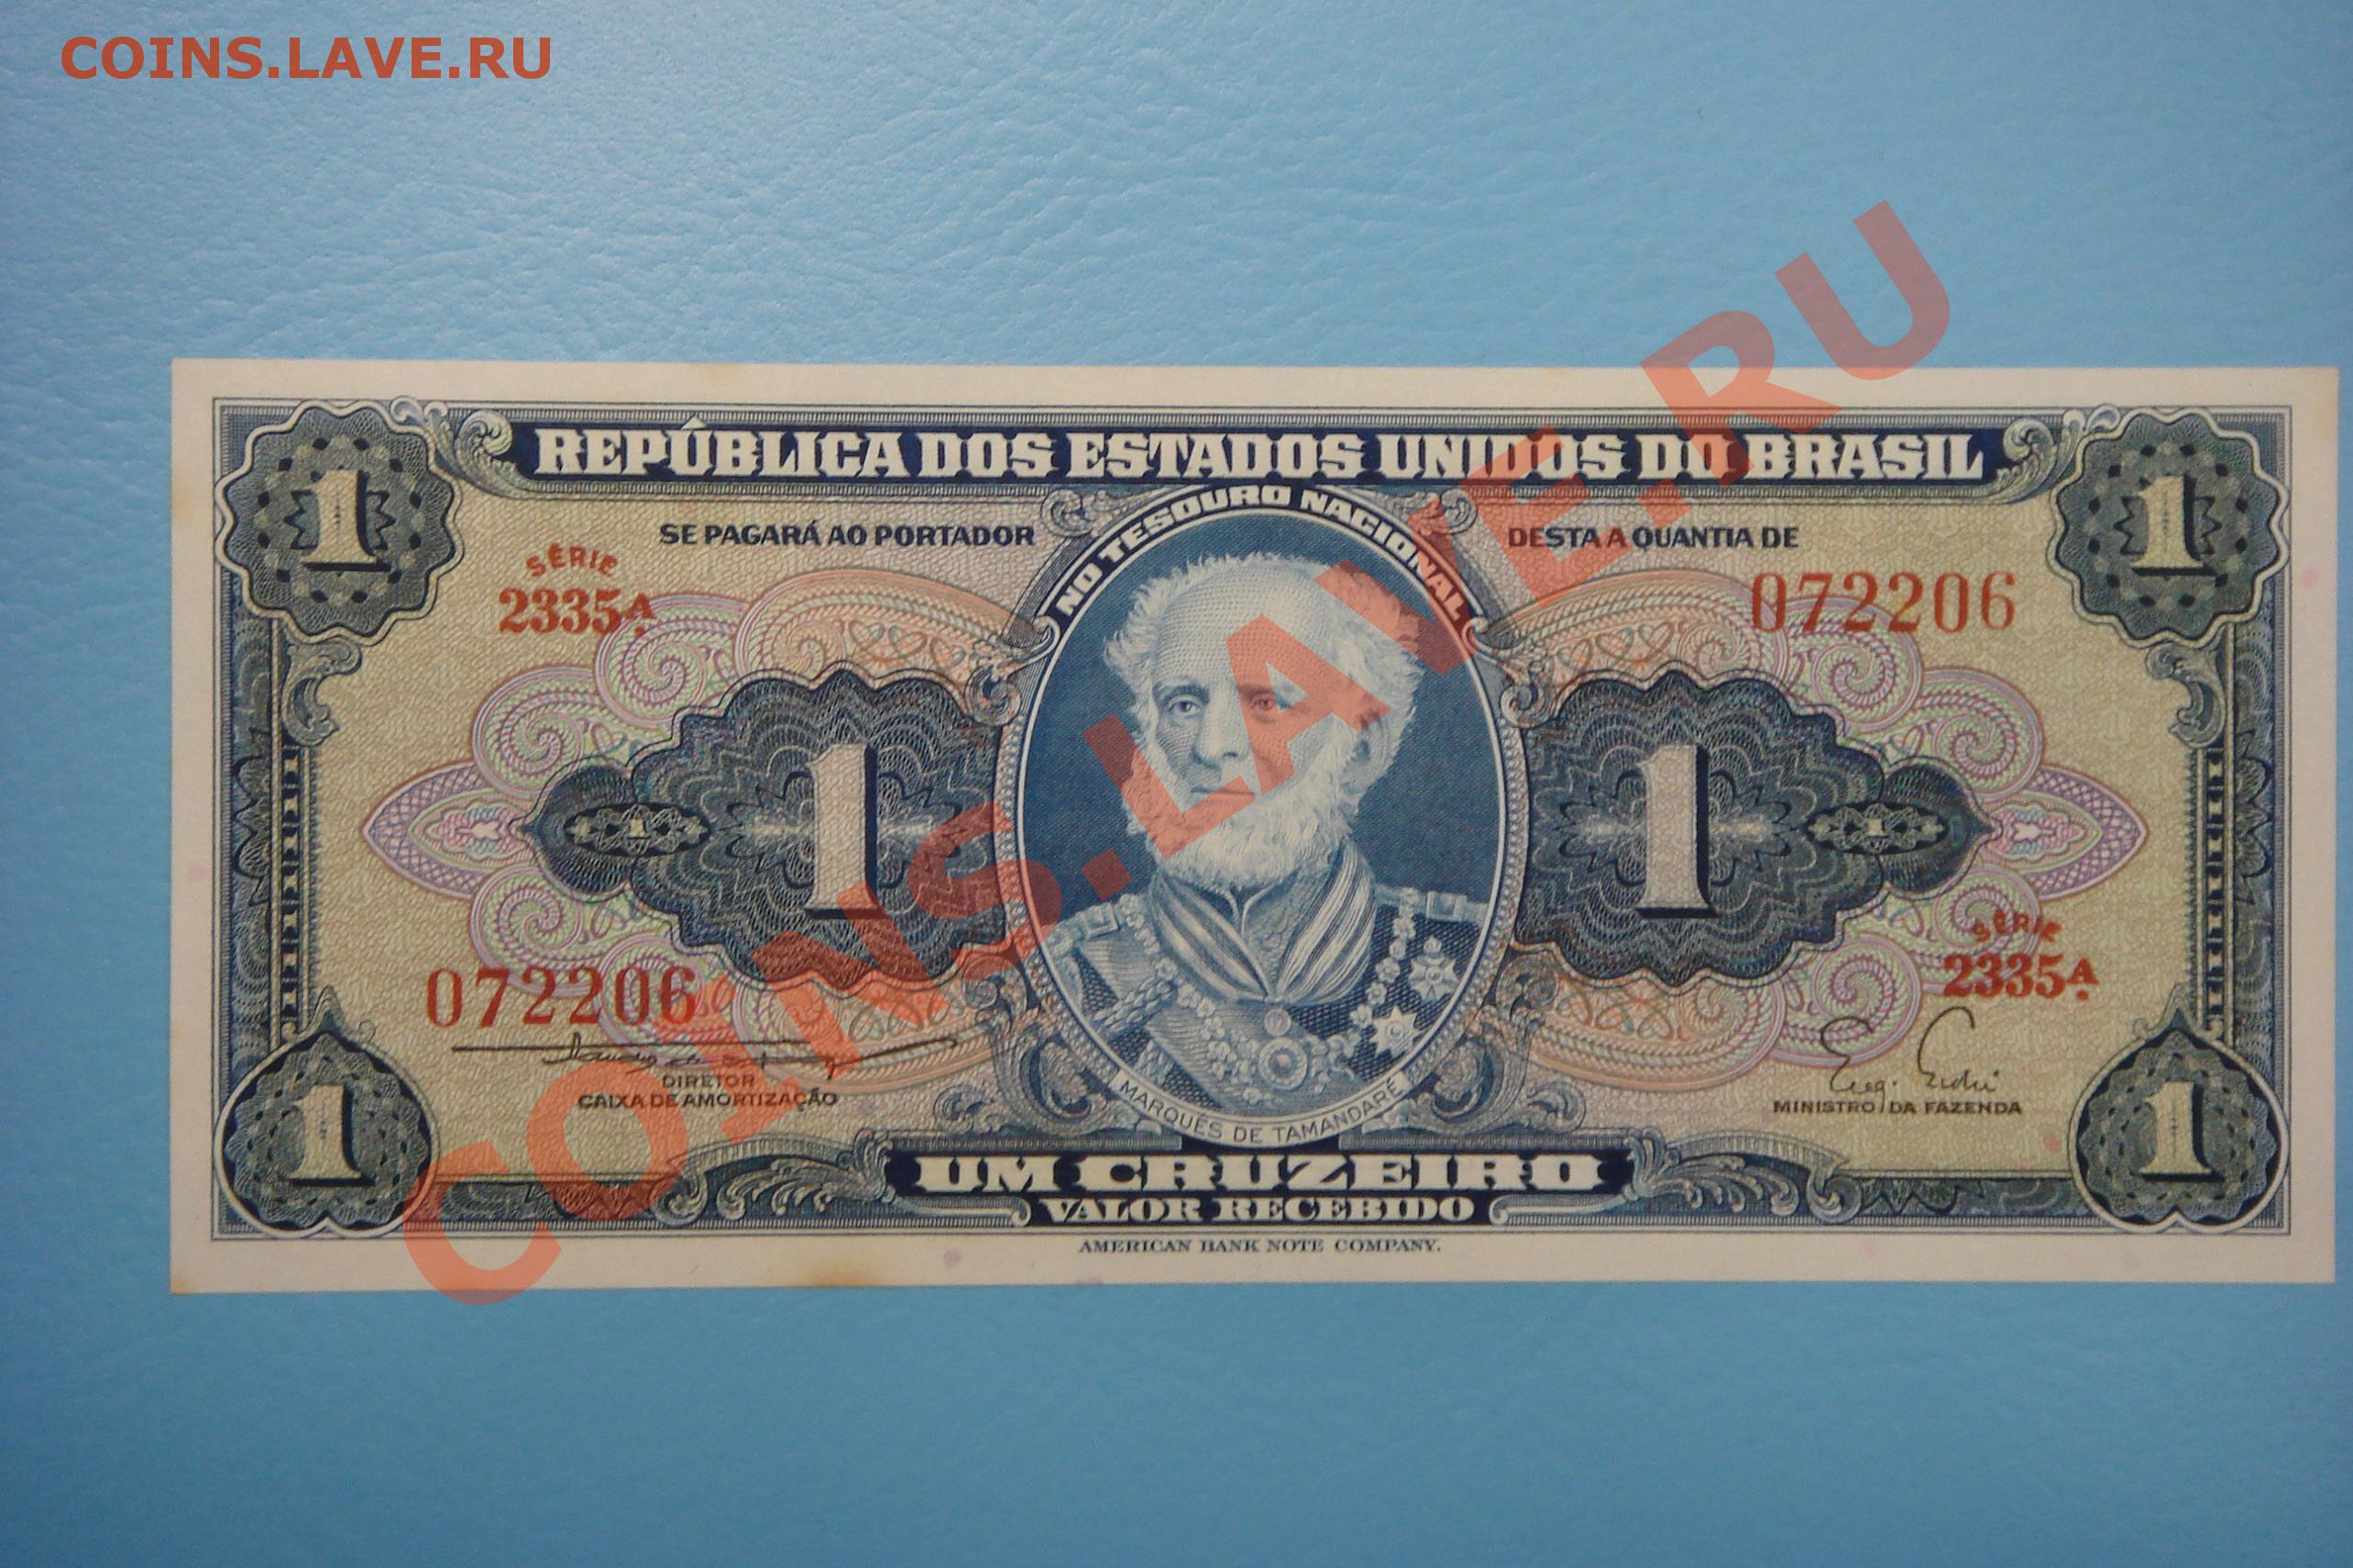 COINS.LAVE.RU
REPÚBLICA DOS ESTADOS UNIDOS DO BRASIL
NO TESOURO NACIONAL
SE PAGARÁ AO PORTADOR
DESTA A QUANTIA DE
SÉRIE
2335A
072206
1
1
1
1
1
1
SÉRIE
2335A
072206
DIRETOR
CAIXA DE AMORTIZAÇÃO
MINISTRO DA FAZENDA
MARQUÊS DE TAMANDARÉ
1
1
UM CRUZEIRO
VALOR RECEBIDO
AMERICAN BANK NOTE COMPANY.
COINS.LAVE.RU